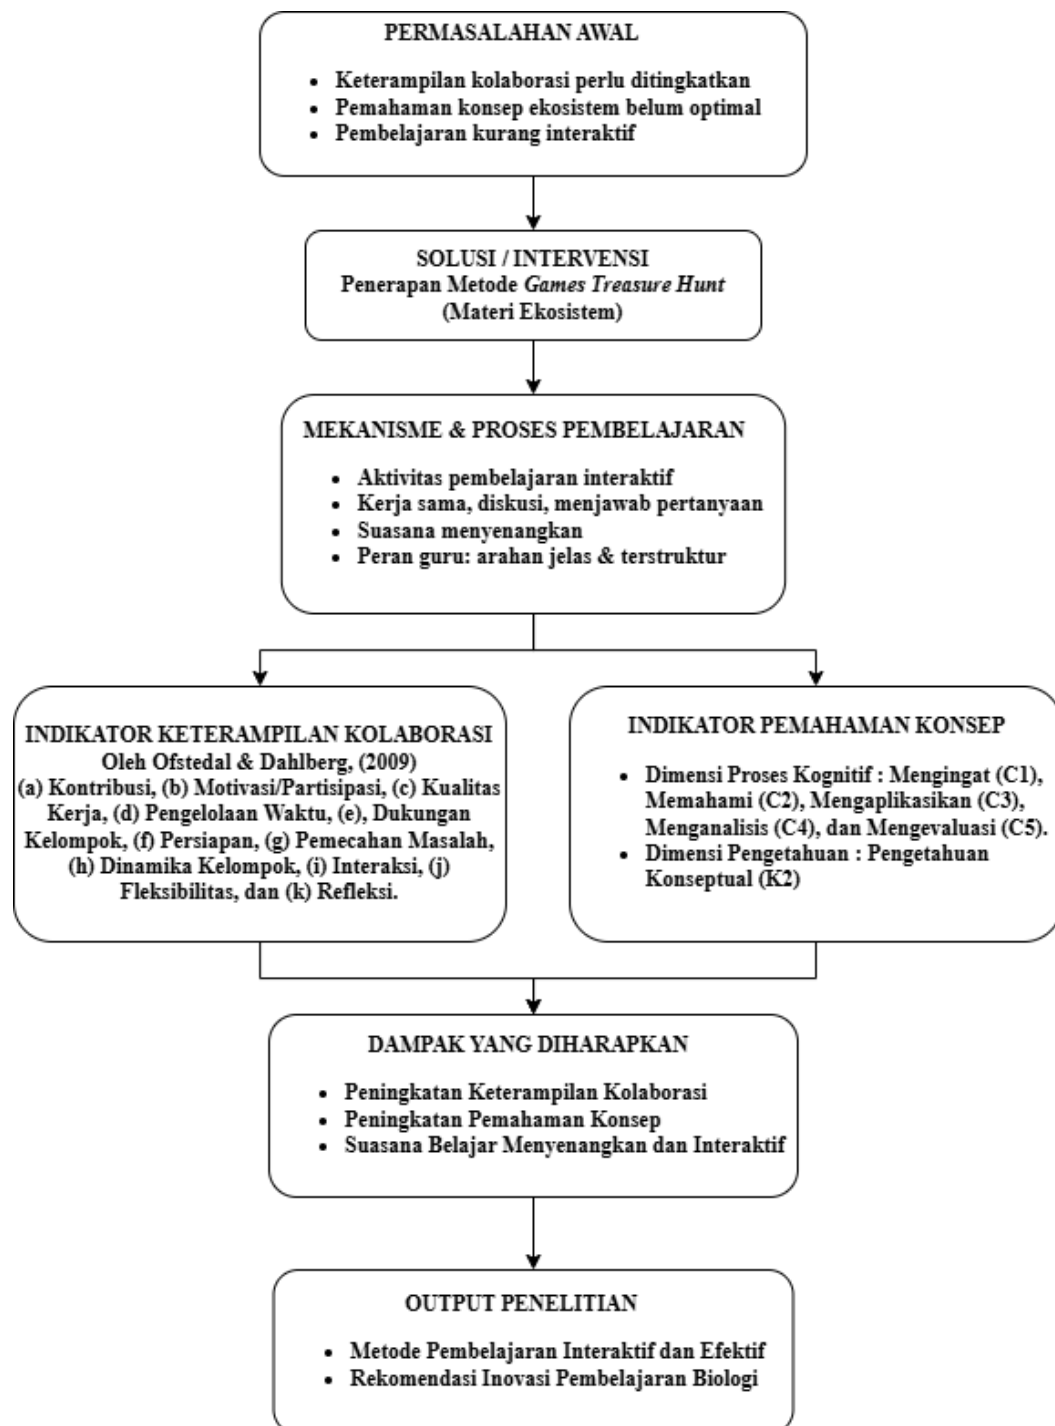 PERMASALAHAN AWAL
• Keterampilan kolaborasi perlu ditingkatkan
• Pemahaman konsep ekosistem belum optimal
• Pembelajaran kurang interaktif
SOLUSI / INTERVENSI
Penerapan Metode Games Treasure Hunt
(Materi Ekosistem)
MEKANISME & PROSES PEMBELAJARAN
• Aktivitas pembelajaran interaktif
• Kerja sama, diskusi, menjawab pertanyaan
• Suasana menyenangkan
• Peran guru: arahan jelas & terstruktur
INDIKATOR KETERAMPILAN KOLABORASI
Oleh Ofstedal & Dahlberg, (2009)
(a) Kontribusi, (b) Motivasi/Partisipasi, (c) Kualitas
Kerja, (d) Pengelolaan Waktu, (e), Dukungan
Kelompok, (f) Persiapan, (g) Pemecahan Masalah,
(h) Dinamika Kelompok, (i) Interaksi, (j)
Fleksibilitas, dan (k) Refleksi.
INDIKATOR PEMAHAMAN KONSEP
• Dimensi Proses Kognitif : Mengingat (C1),
Memahami (C2), Mengaplikasikan (C3),
Menganalisis (C4), dan Mengevaluasi (C5).
• Dimensi Pengetahuan : Pengetahuan
Konseptual (K2)
DAMPAK YANG DIHARAPKAN
• Peningkatan Keterampilan Kolaborasi
• Peningkatan Pemahaman Konsep
• Suasana Belajar Menyenangkan dan Interaktif
OUTPUT PENELITIAN
• Metode Pembelajaran Interaktif dan Efektif
• Rekomendasi Inovasi Pembelajaran Biologi